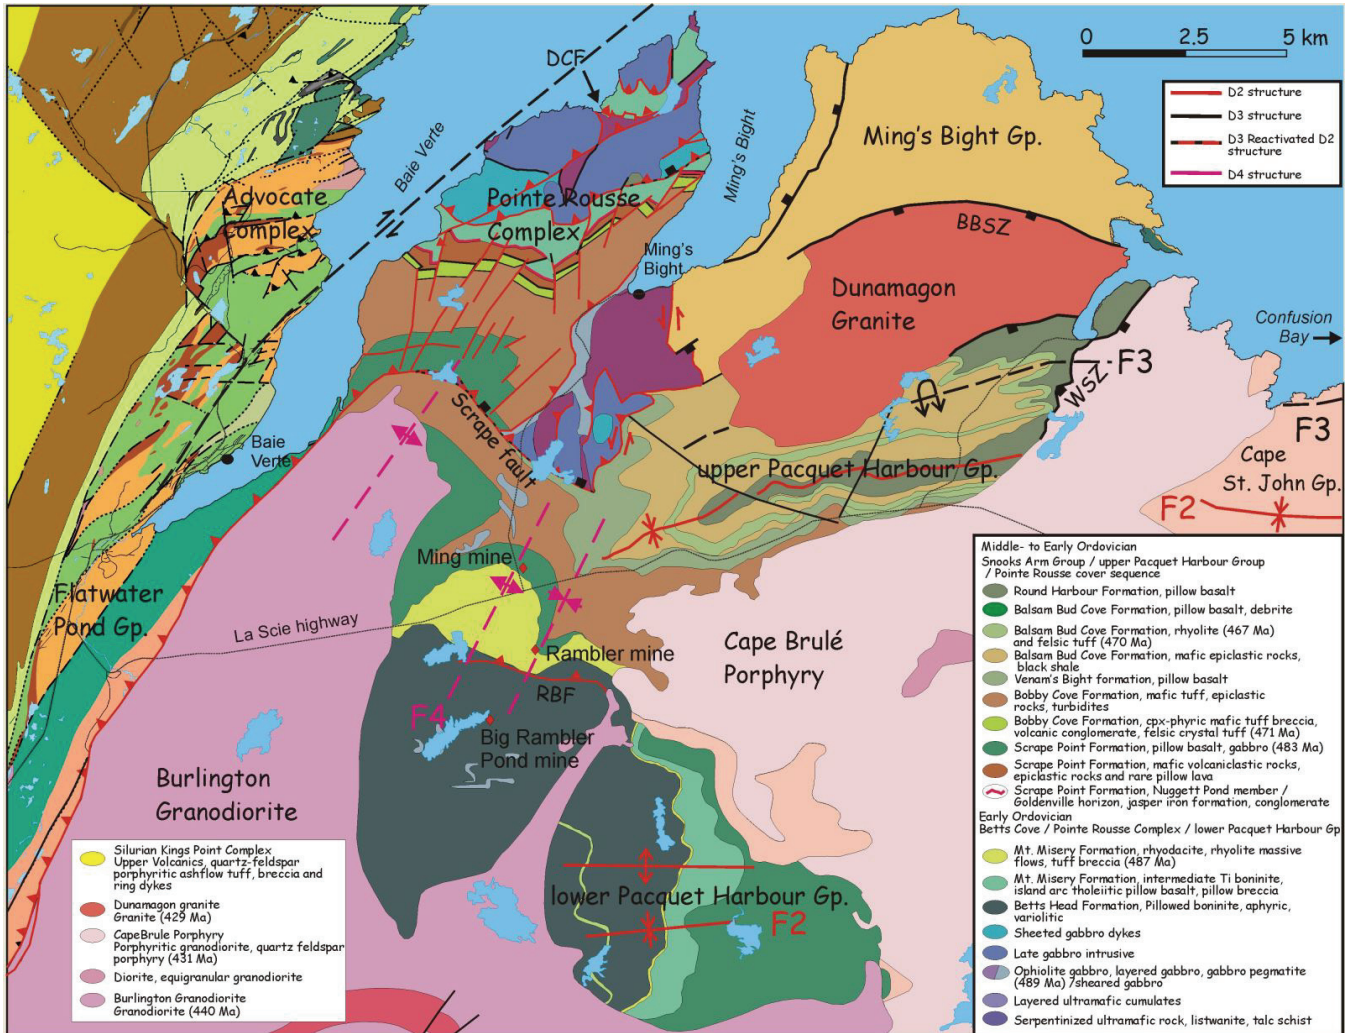 0 2.5 5 km
D2 structure
D3 structure
D3 Reactivated D2
structure
D4 structure
DCF
Baie Verte
Ming's Bight
Ming's Bight Gp.
Advocate
Complex
Pointe Rousse
Complex
BBSZ
Ming's
Bight
Dunamagon
Granite
Confusion
Bay
WSZ
F3
F3
Scrape fault
Baie
Verte
upper Pacquet Harbour Gp.
Cape
St. John Gp.
F2
Ming mine
Flatwater
Pond Gp.
La Scie highway
Cape Brulé
Porphyry
Rambler mine
RBF
F4
Big Rambler
Pond mine
Burlington
Granodiorite
lower Pacquet Harbour Gp.
F2
Silurian Kings Point Complex
Upper Volcanics, quartz-feldspar
porphyritic ashflow tuff, breccia and
ring dykes
Dunamagon granite
Granite (429 Ma)
CapeBrule Porphyry
Porphyritic granodiorite, quartz feldspar
porphyry (431 Ma)
Diorite, equigranular granodiorite
Burlington Granodiorite
Granodiorite (440 Ma)
Middle- to Early Ordovician
Snooks Arm Group / upper Pacquet Harbour Group
/ Pointe Rousse cover sequence
Round Harbour Formation, pillow basalt
Balsam Bud Cove Formation, pillow basalt, debrite
Balsam Bud Cove Formation, rhyolite (467 Ma)
and felsic tuff (470 Ma)
Balsam Bud Cove Formation, mafic epiclastic rocks,
black shale
Venam's Bight formation, pillow basalt
Bobby Cove Formation, mafic tuff, epiclastic
rocks, turbidites
Bobby Cove Formation, cpx-phyric mafic tuff breccia,
volcanic conglomerate, felsic crystal tuff (471 Ma)
Scrape Point Formation, pillow basalt, gabbro (483 Ma)
Scrape Point Formation, mafic volcaniclastic rocks,
epiclastic rocks and rare pillow lava
Scrape Point Formation, Nuggett Pond member /
Goldenville horizon, jasper iron formation, conglomerate
Early Ordovician
Betts Cove / Pointe Rousse Complex / lower Pacquet Harbour Gp
Mt. Misery Formation, rhyodacite, rhyolite massive
flows, tuff breccia (487 Ma)
Mt. Misery Formation, intermediate Ti boninite,
island arc tholeiitic pillow basalt, pillow breccia
Betts Head Formation, Pillowed boninite, aphyric,
variolitic
Sheeted gabbro dykes
Late gabbro intrusive
Ophiolite gabbro, layered gabbro, gabbro pegmatite
(489 Ma) /sheared gabbro
Layered ultramafic cumulates
Serpentinized ultramafic rock, listwanite, talc schist